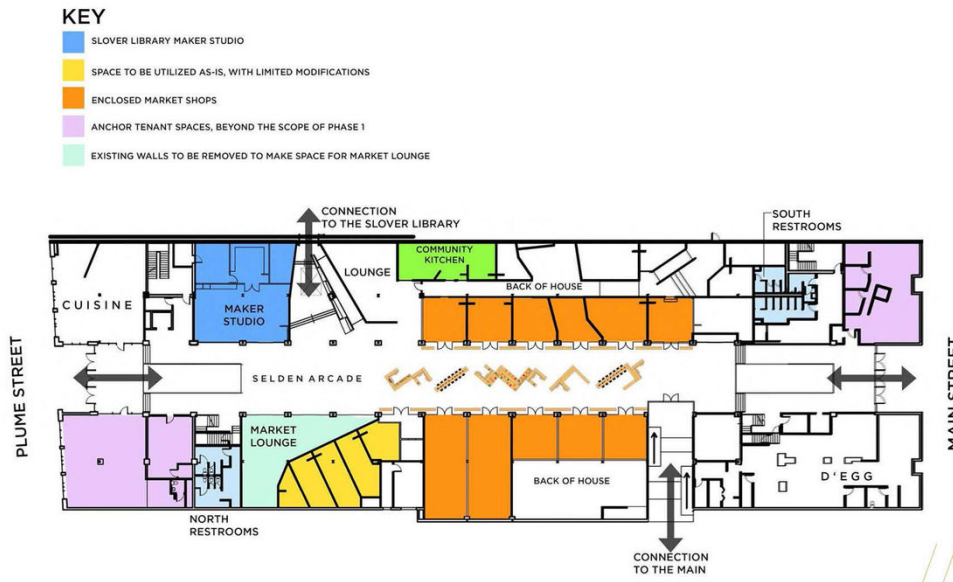 KEY
SLOVER LIBRARY MAKER STUDIO
SPACE TO BE UTILIZED AS-IS, WITH LIMITED MODIFICATIONS
ENCLOSED MARKET SHOPS
ANCHOR TENANT SPACES, BEYOND THE SCOPE OF PHASE 1
EXISTING WALLS TO BE REMOVED TO MAKE SPACE FOR MARKET LOUNGE
CONNECTION
TO THE SLOVER LIBRARY
SOUTH
RESTROOMS
COMMUNITY
KITCHEN
LOUNGE
BACK OF HOUSE
CUISINE
MAKER
STUDIO
PLUME STREET
SELDEN ARCADE
MAIN STREET
MARKET
LOUNGE
BACK OF HOUSE
D'EGG
NORTH
RESTROOMS
CONNECTION
TO THE MAIN